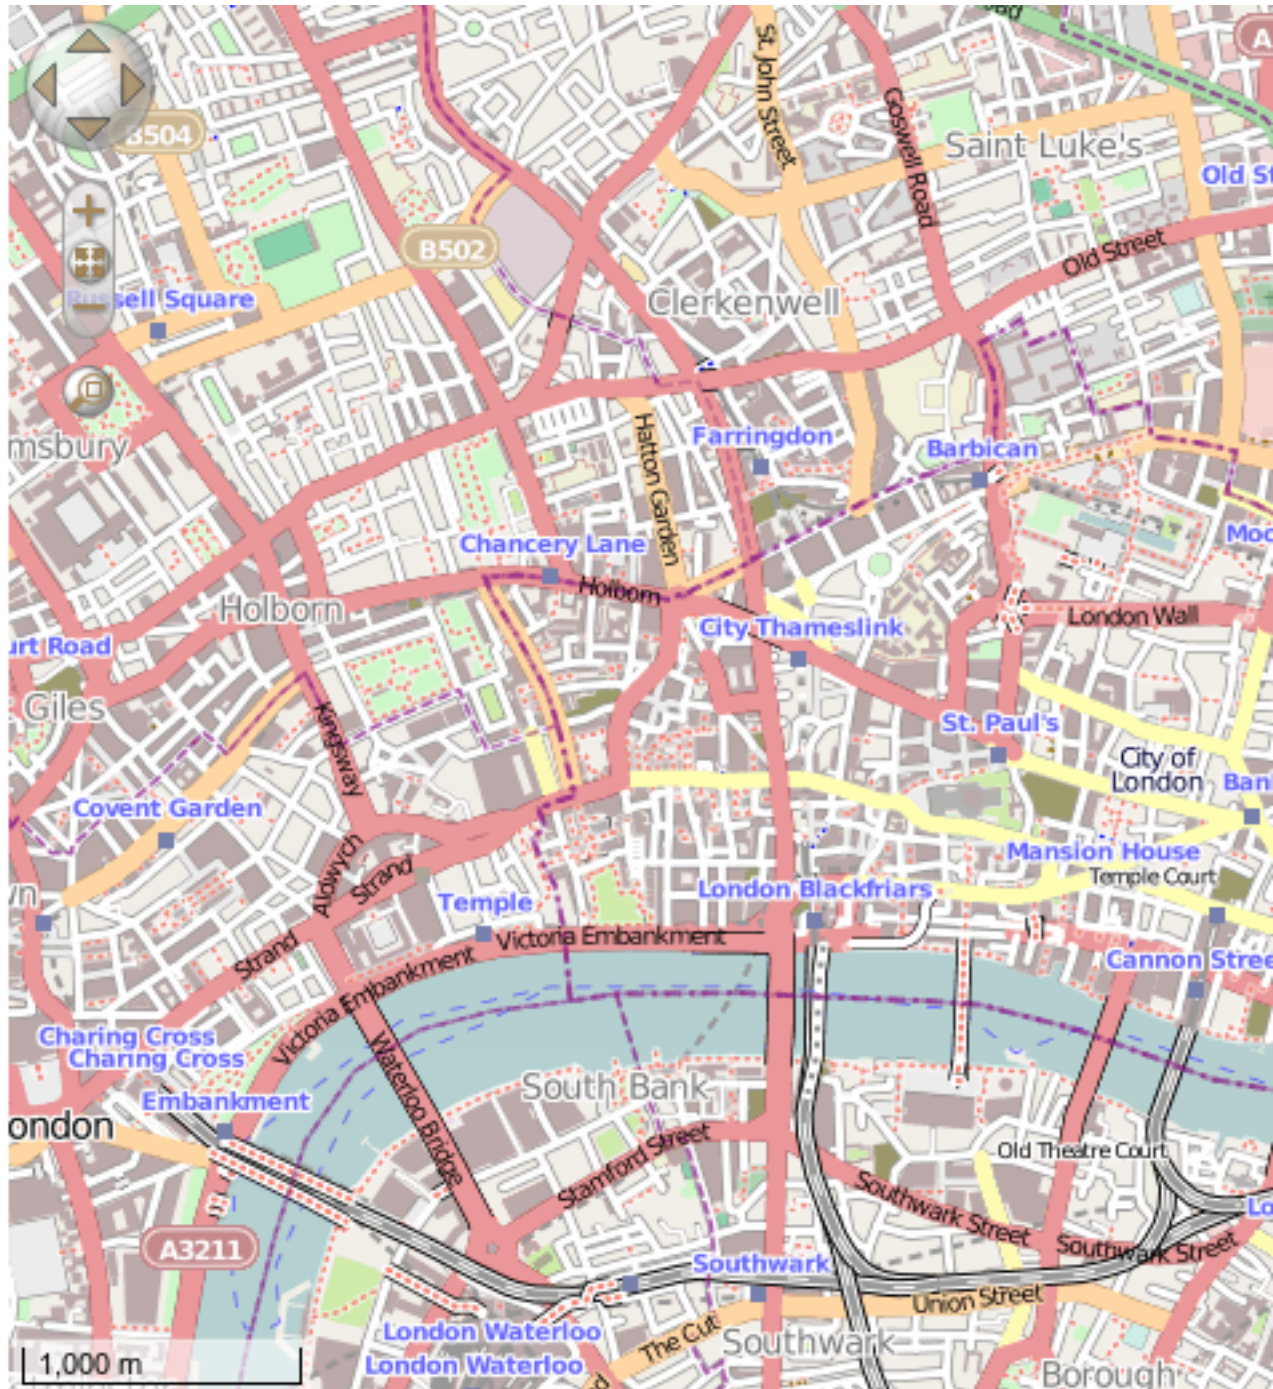 St. John Street
Goswell Road
B504
Saint Luke's
Old St
B502
Old Street
Russell Square
Clerkenwell
msbury
Hatton Garden
Farringdon
Barbican
Chancery Lane
Moo
Holborn
Holborn
London Wall
City Thameslink
urt Road
Giles
Kingsway
St. Paul's
City of
London
Ban
Covent Garden
Aldwych
Strand
Mansion House
Temple Court
wn
London Blackfriars
Temple
Victoria Embankment
Strand
Cannon Stree
Victoria Embankment
Charing Cross
Charing Cross
Waterloo Bridge
South Bank
Embankment
ondon
Stamford Street
Old Theatre Court
Southwark Street
Southwark Street
Lo
A3211
Southwark
Union Street
London Waterloo
The Cut
Southwark
London Waterloo
1,000 m
Borough